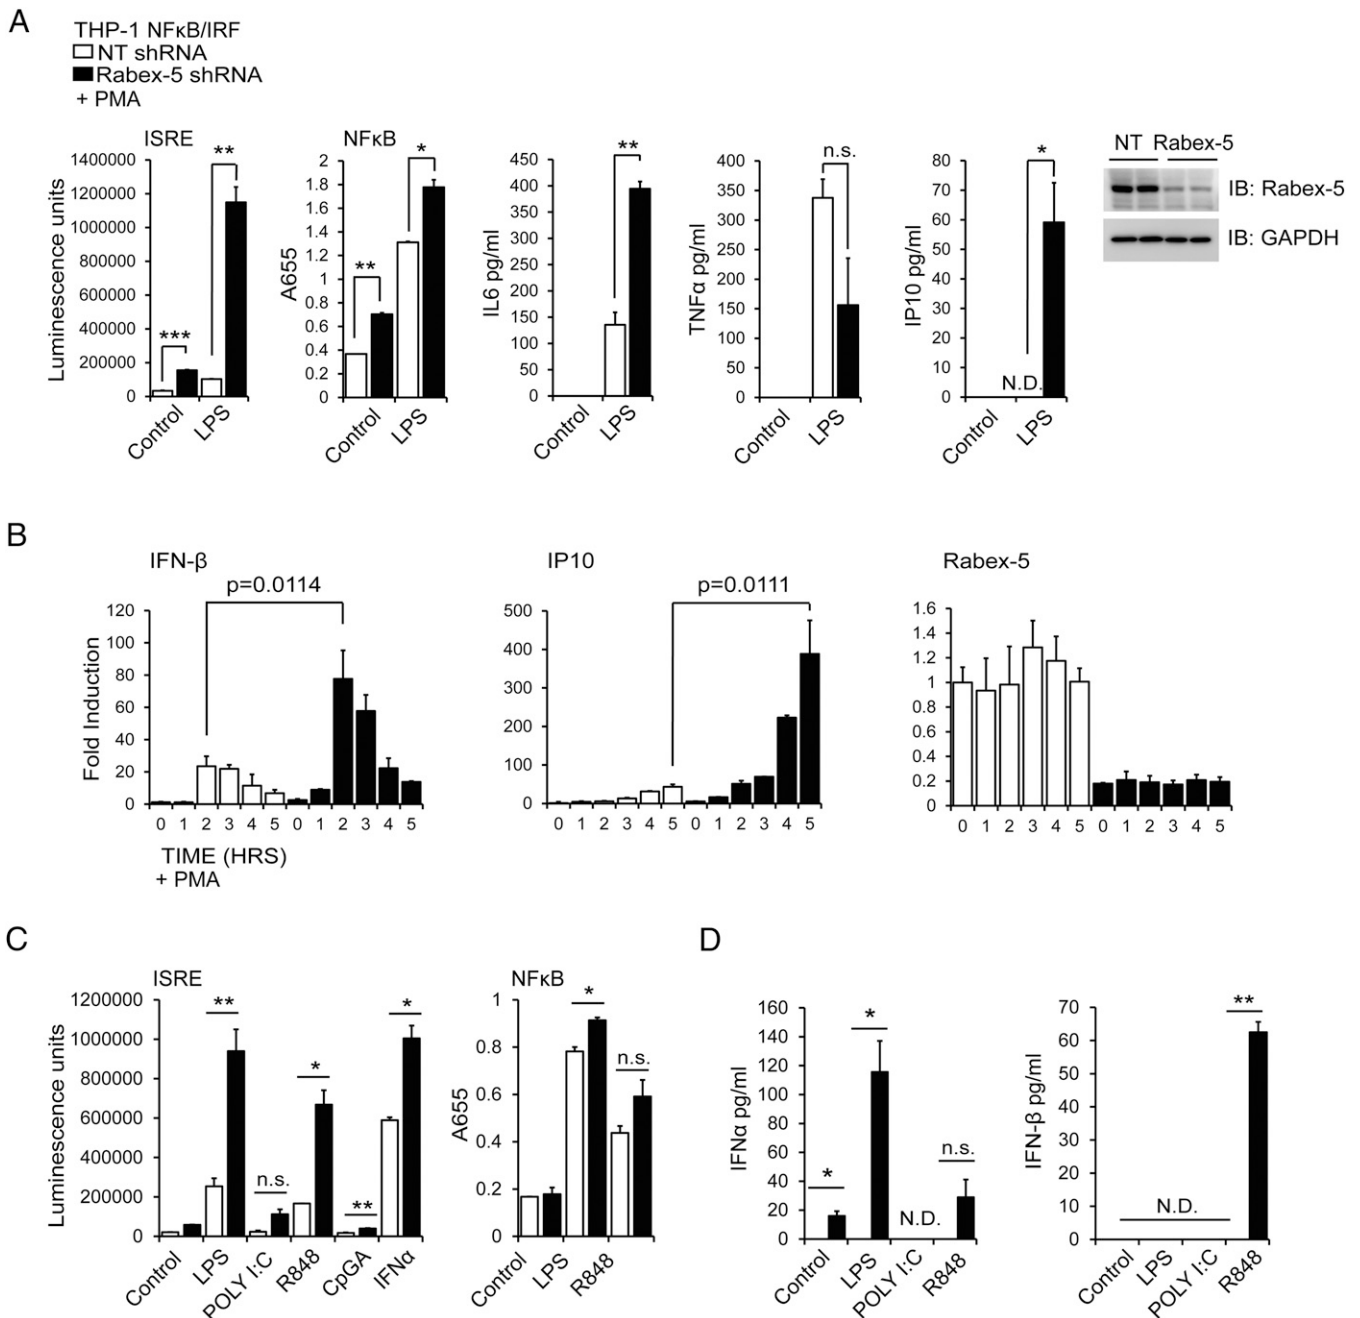 A
THP-1 NFκB/IRF
NT shRNA
Rabex-5 shRNA
+ PMA
ISRE
Luminescence units
1400000
1200000
1000000
800000
600000
400000
200000
0
***
**
Control
LPS
NFκB
A655
2
1.8
1.6
1.4
1.2
1
0.8
0.6
0.4
0.2
0
**
*
Control
LPS
IL6 pg/ml
450
400
350
300
250
200
150
100
50
0
**
Control
LPS
TNFα pg/ml
400
350
300
250
200
150
100
50
0
n.s.
Control
LPS
IP10 pg/ml
80
70
60
50
40
30
20
10
0
*
N.D.
Control
LPS
NT Rabex-5
IB: Rabex-5
IB: GAPDH
B
IFN-β
p=0.0114
Fold Induction
120
100
80
60
40
20
0
0 1 2 3 4 5 0 1 2 3 4 5
TIME (HRS)
+ PMA
IP10
p=0.0111
500
400
300
200
100
0
0 1 2 3 4 5 0 1 2 3 4 5
Rabex-5
1.6
1.4
1.2
1
0.8
0.6
0.4
0.2
0
0 1 2 3 4 5 0 1 2 3 4 5
C
ISRE
Luminescence units
1200000
1000000
800000
600000
400000
200000
0
**
n.s.
*
**
*
Control
LPS
POLY I:C
R848
CpGA
IFNα
NFκB
A655
1
0.8
0.6
0.4
0.2
0
*
n.s.
Control
LPS
R848
D
IFNα pg/ml
160
140
120
100
80
60
40
20
0
*
*
N.D.
n.s.
Control
LPS
POLY I:C
R848
IFN-β pg/ml
70
60
50
40
30
20
10
0
N.D.
**
Control
LPS
POLY I:C
R848